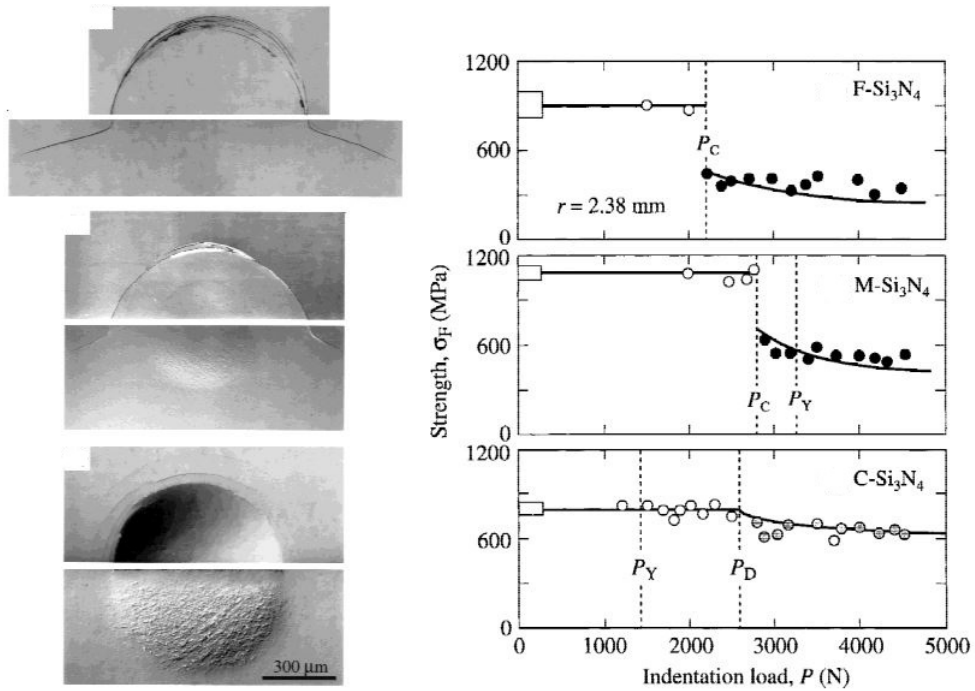 300 µm
Strength, σF (MPa)
1200
F-Si₃N₄
600
PC
r = 2.38 mm
0
1200
M-Si₃N₄
600
PC
PY
0
1200
C-Si₃N₄
600
PY
PD
0
0
1000
2000
3000
4000
5000
Indentation load, P (N)